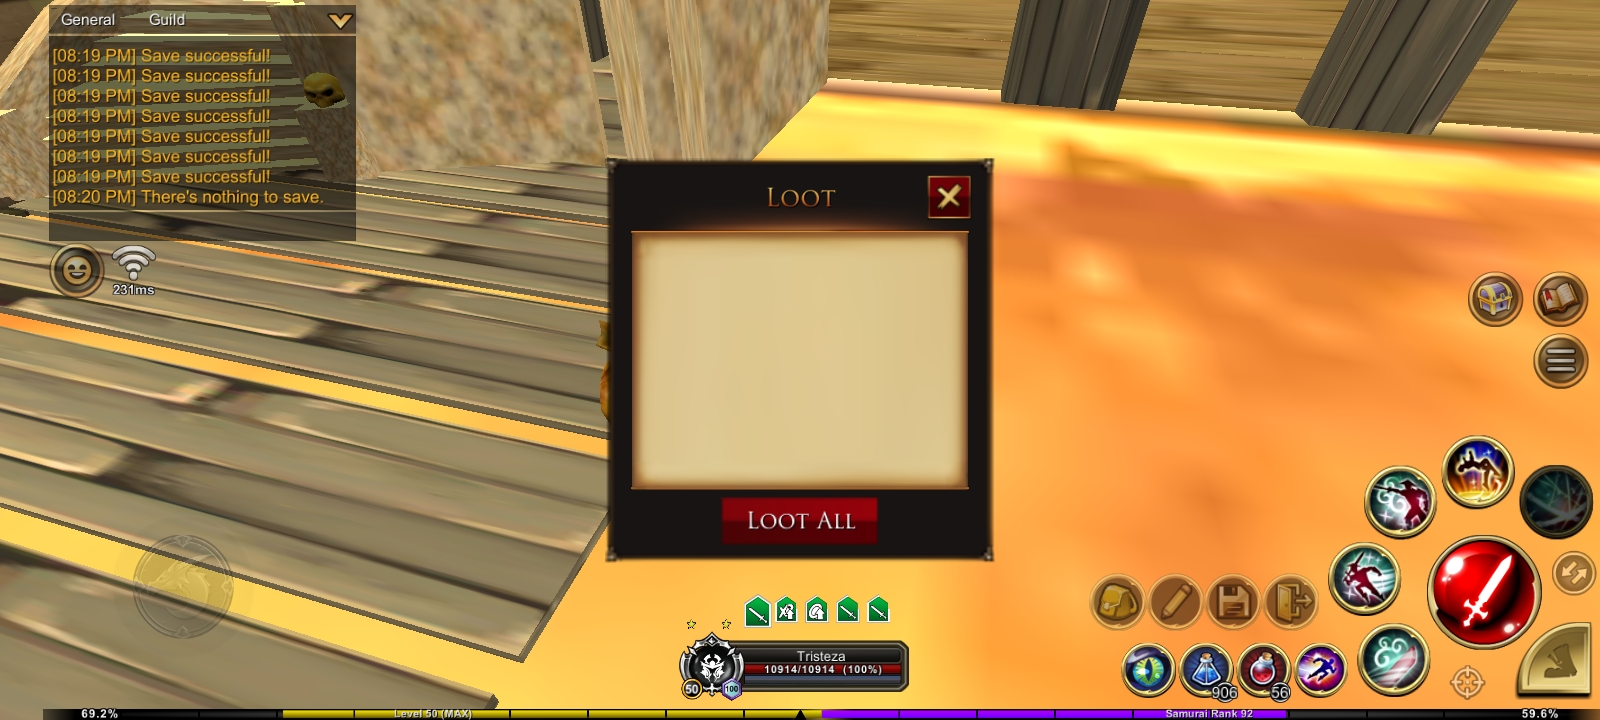 General Guild
[08:19 PM] Save successful!
[08:19 PM] Save successful!
[08:19 PM] Save successful!
[08:19 PM] Save successful!
[08:19 PM] Save successful!
[08:19 PM] Save successful!
[08:19 PM] Save successful!
[08:20 PM] There's nothing to save.
231ms
LOOT
LOOT ALL
X2
Tristeza
10914/10914 (100%)
50
100
906
56
69.2%
Level 50 (MAX)
Samurai Rank 92
59.6%